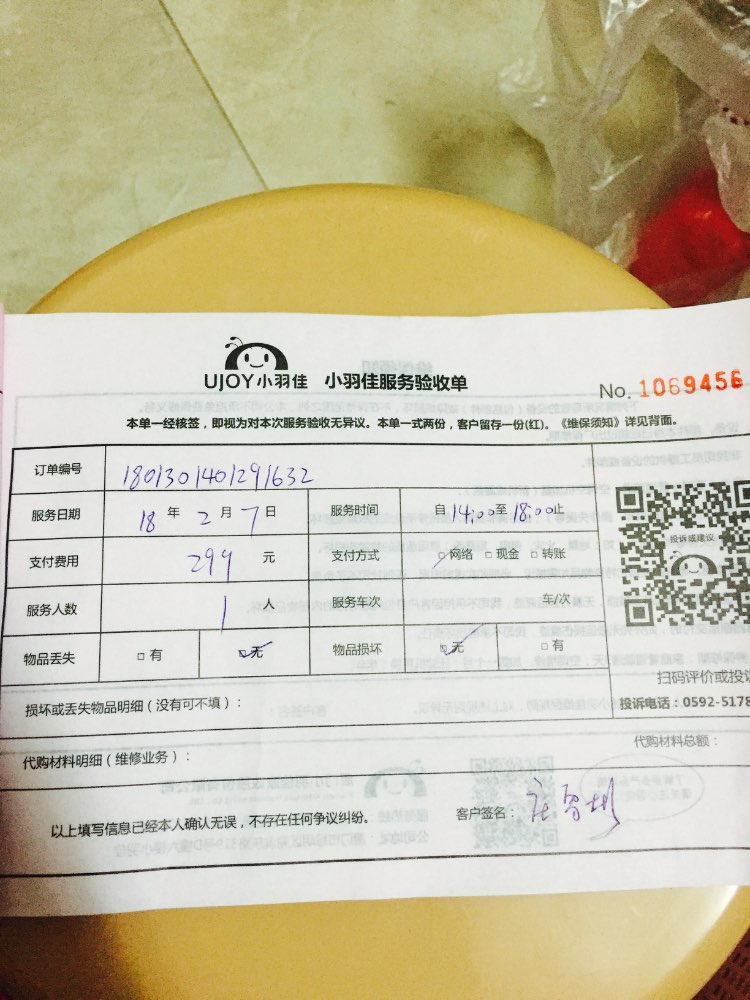 UJOY小羽佳 小羽佳服务验收单
No. 1069456
本单一经核签，即视为对本次服务验收无异议。本单一式两份，客户留存一份(红)。《维保须知》详见背面。
订单编号 1801301401291632
服务日期 18 年 2 月 7 日 服务时间 自 14:00 至 18:00 止
支付费用 299 元 支付方式 □网络 □现金 □转账
服务人数 1 人 服务车次 车/次
物品丢失 □有 □无 物品损坏 □无 □有
投诉或建议
扫码评价或投诉
投诉电话：0592-5178
损坏或丢失物品明细（没有可不填）：
代购材料明细（维修业务）： 代购材料总额：
以上填写信息已经本人确认无误，不存在任何争议纠纷。 客户签名：